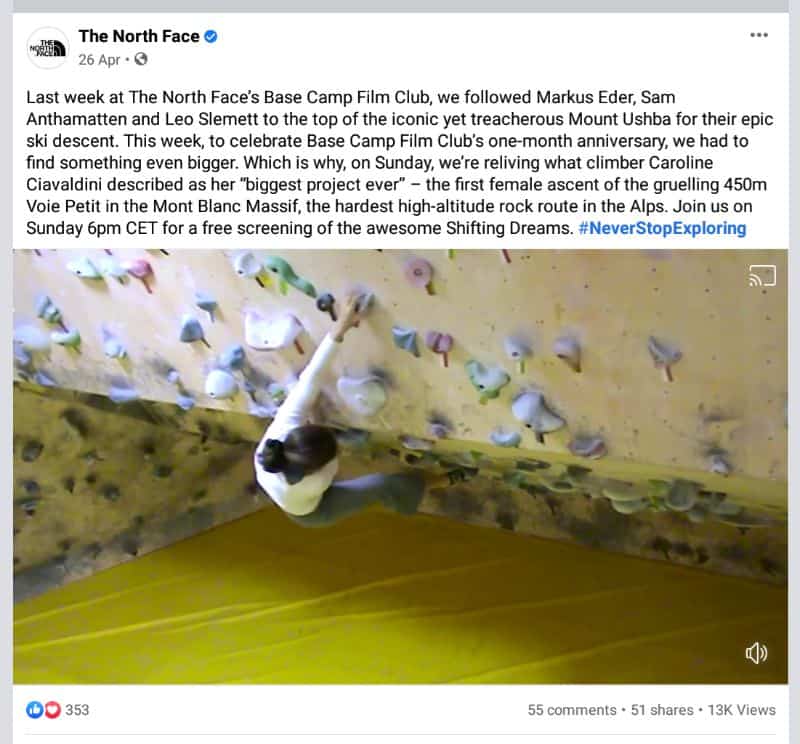 The North Face
THE
NORTH
FACE
26 Apr •
Last week at The North Face’s Base Camp Film Club, we followed Markus Eder, Sam
Anthamatten and Leo Slemett to the top of the iconic yet treacherous Mount Ushba for their epic
ski descent. This week, to celebrate Base Camp Film Club’s one-month anniversary, we had to
find something even bigger. Which is why, on Sunday, we’re reliving what climber Caroline
Ciavaldini described as her “biggest project ever” – the first female ascent of the gruelling 450m
Voie Petit in the Mont Blanc Massif, the hardest high-altitude rock route in the Alps. Join us on
Sunday 6pm CET for a free screening of the awesome Shifting Dreams. #NeverStopExploring
353
55 comments • 51 shares • 13K Views